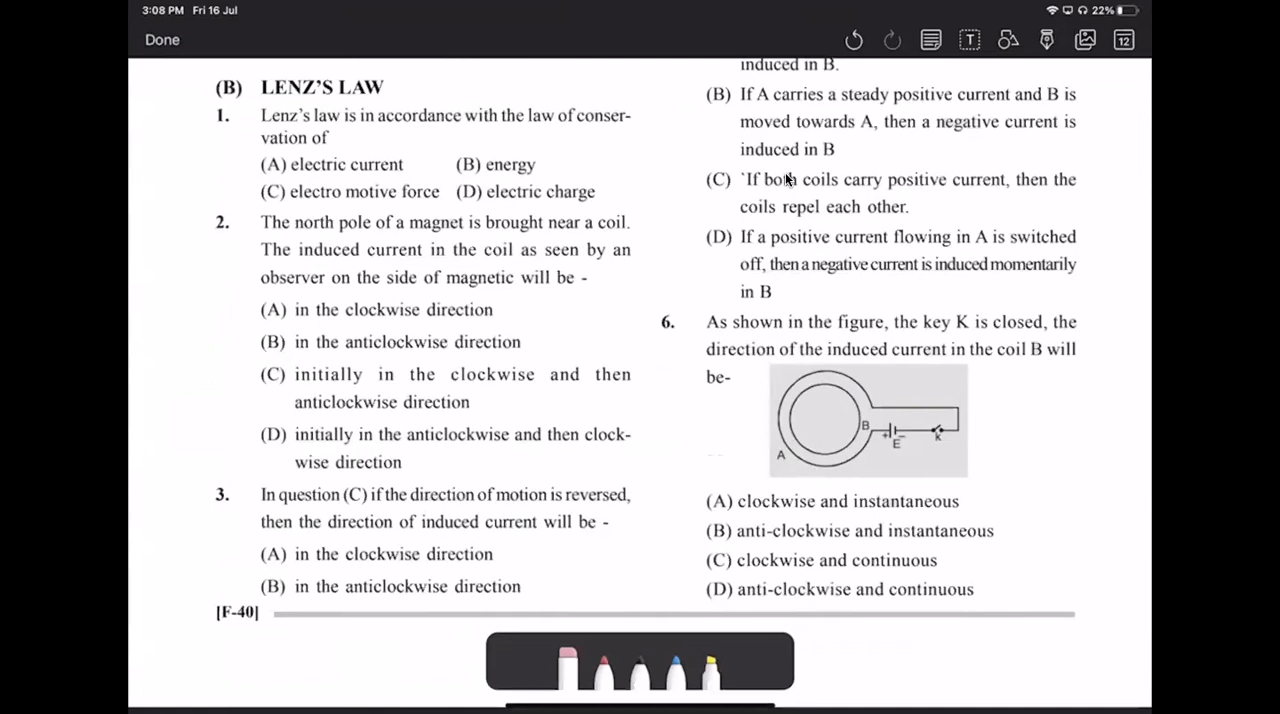 3:08 PM Fri 16 Jul
22%
Done
T
12
(B) LENZ'S LAW
1. Lenz's law is in accordance with the law of conser-
vation of
(A) electric current (B) energy
(C) electro motive force (D) electric charge
2. The north pole of a magnet is brought near a coil.
The induced current in the coil as seen by an
observer on the side of magnetic will be -
(A) in the clockwise direction
(B) in the anticlockwise direction
(C) initially in the clockwise and then
anticlockwise direction
(D) initially in the anticlockwise and then clock-
wise direction
3. In question (C) if the direction of motion is reversed,
then the direction of induced current will be -
(A) in the clockwise direction
(B) in the anticlockwise direction
[F-40]
induced in B.
(B) If A carries a steady positive current and B is
moved towards A, then a negative current is
induced in B
(C) `If both coils carry positive current, then the
coils repel each other.
(D) If a positive current flowing in A is switched
off, then a negative current is induced momentarily
in B
6. As shown in the figure, the key K is closed, the
direction of the induced current in the coil B will
be-
B
+ −
E
k
A
(A) clockwise and instantaneous
(B) anti-clockwise and instantaneous
(C) clockwise and continuous
(D) anti-clockwise and continuous